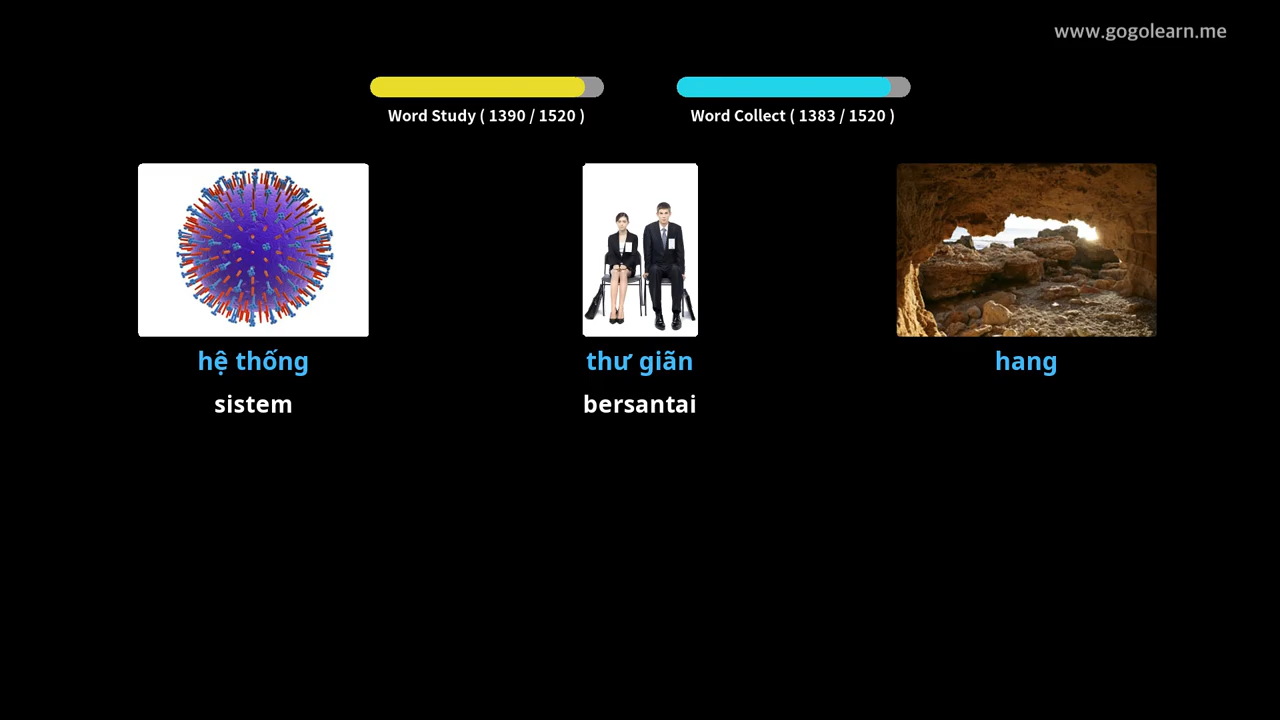 www.gogolearn.me
Word Study ( 1390 / 1520 )
Word Collect ( 1383 / 1520 )
hệ thống
thư giãn
hang
sistem
bersantai